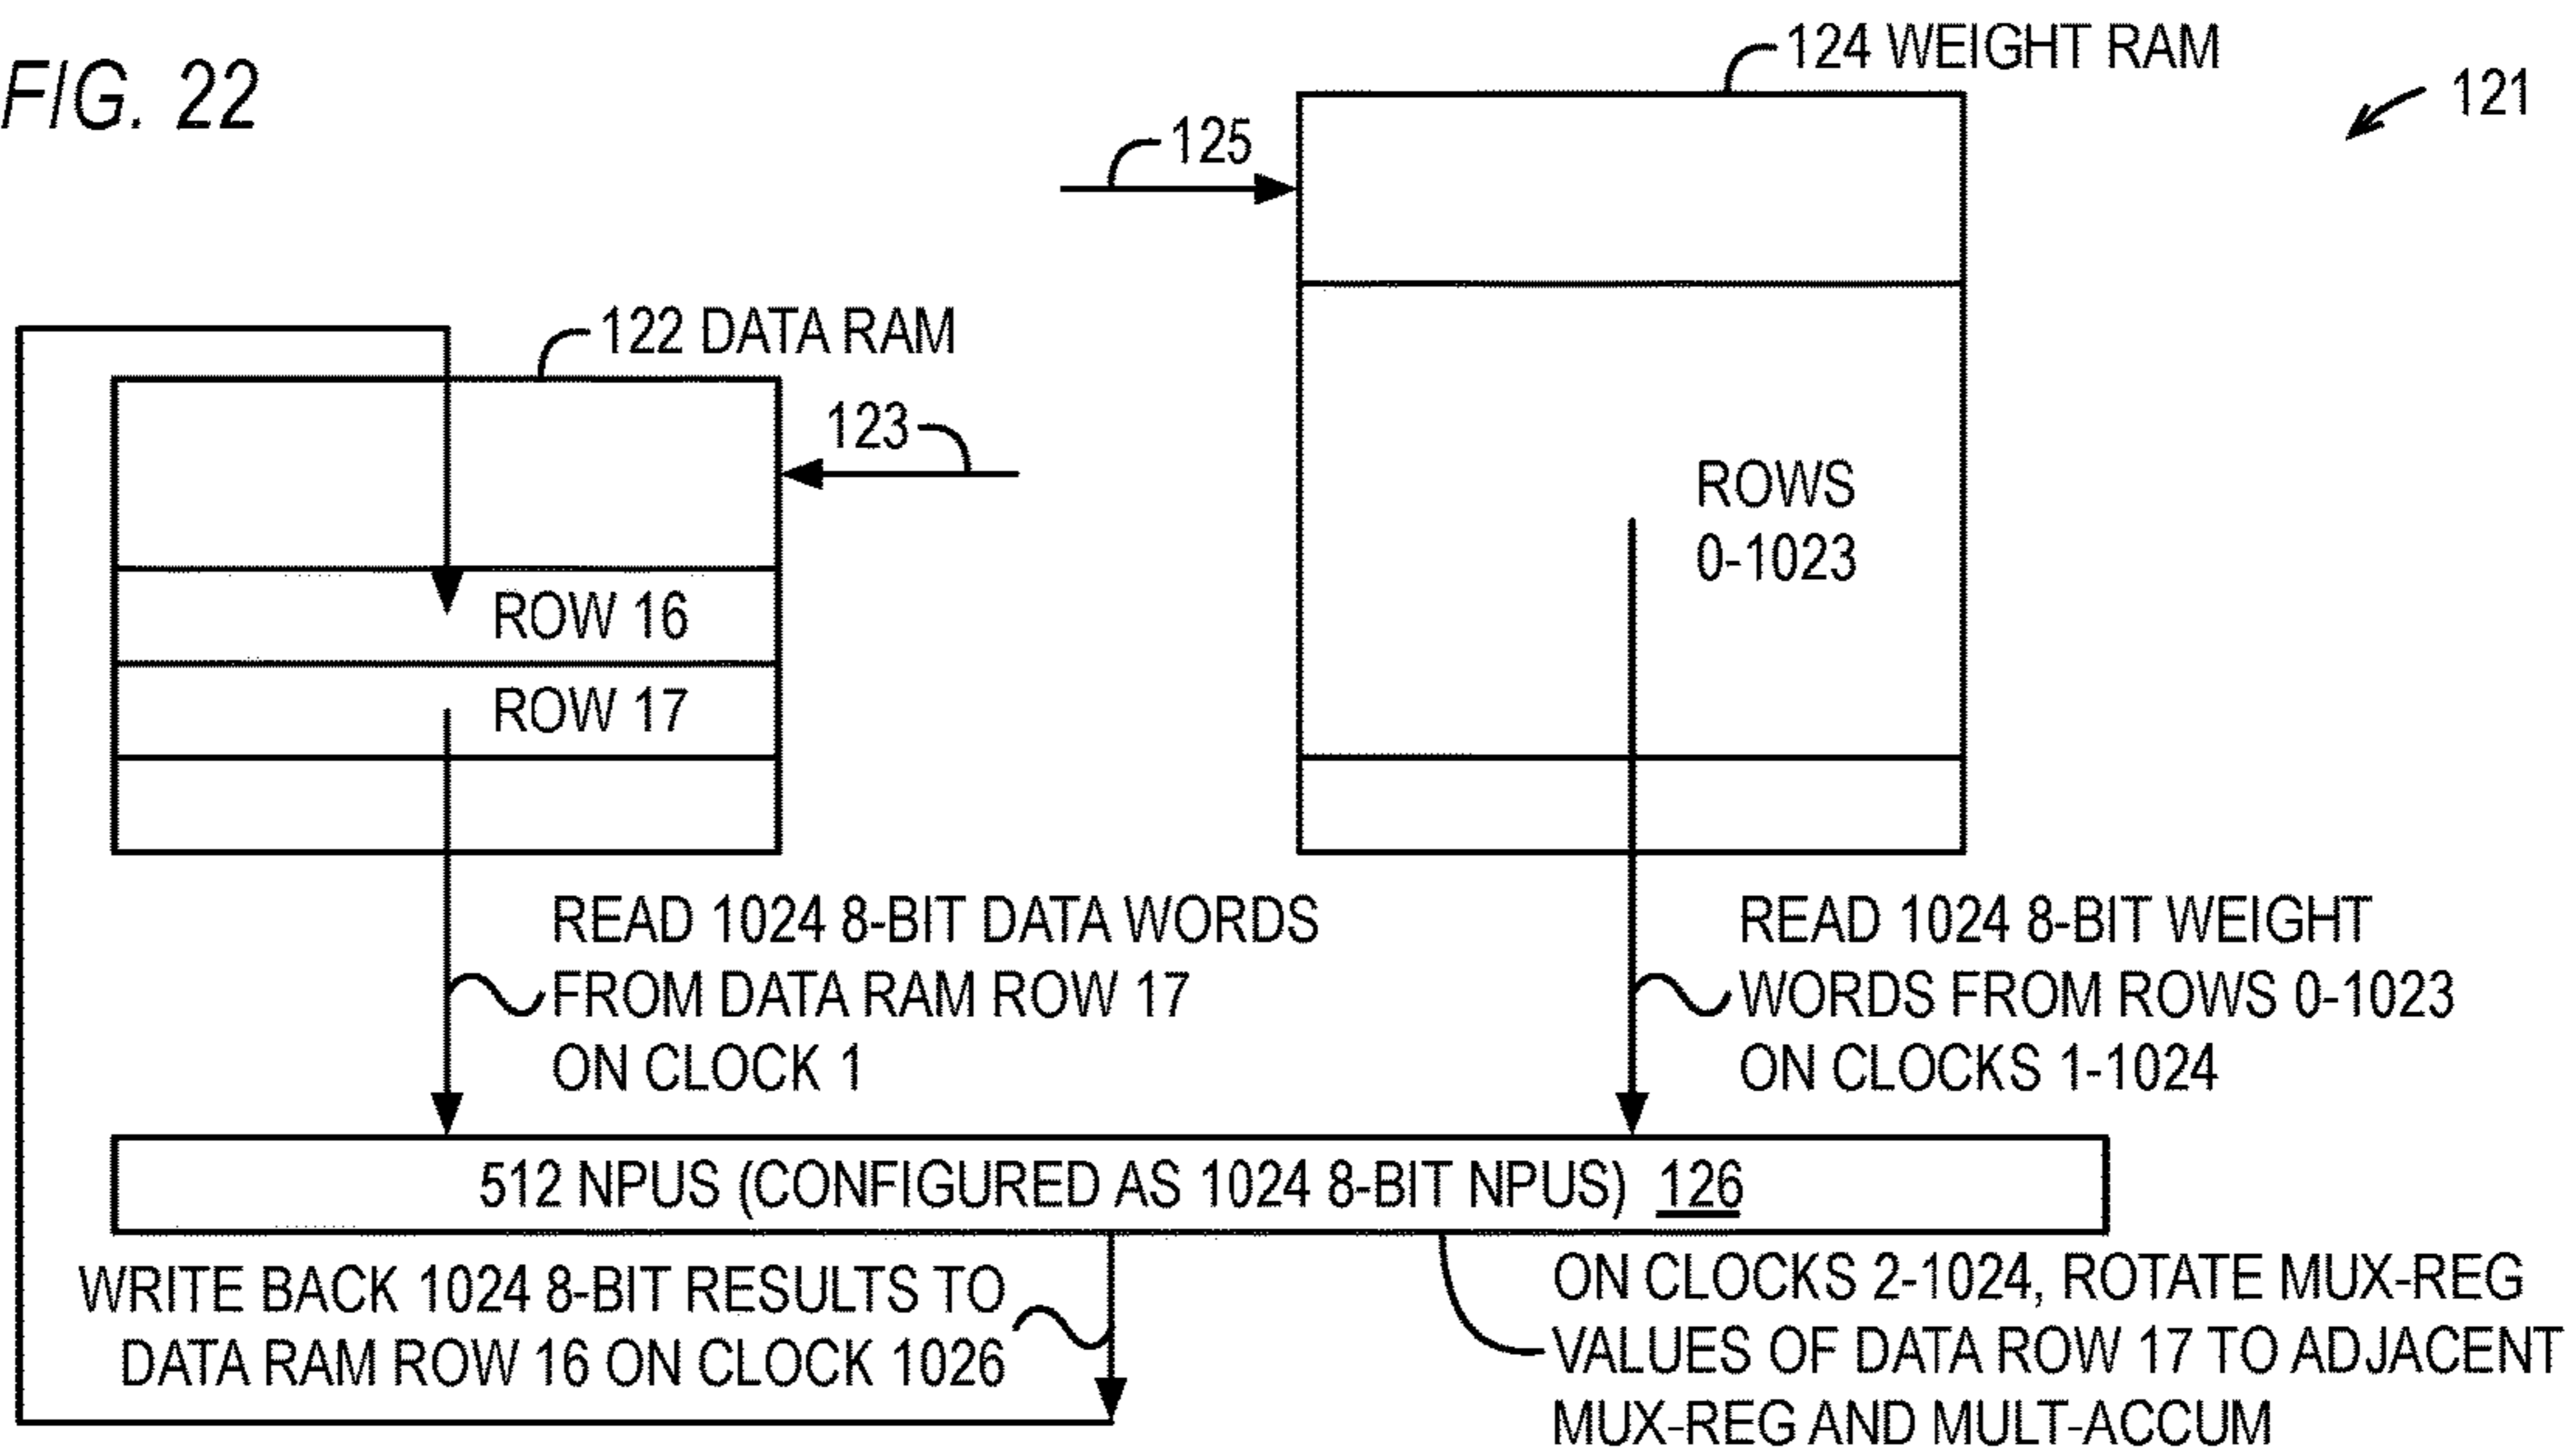 FIG. 22
124 WEIGHT RAM
121
125
122 DATA RAM
123
ROWS
0-1023
ROW 16
ROW 17
READ 1024 8-BIT DATA WORDS
FROM DATA RAM ROW 17
ON CLOCK 1
READ 1024 8-BIT WEIGHT
WORDS FROM ROWS 0-1023
ON CLOCKS 1-1024
512 NPUS (CONFIGURED AS 1024 8-BIT NPUS) 126
WRITE BACK 1024 8-BIT RESULTS TO
DATA RAM ROW 16 ON CLOCK 1026
ON CLOCKS 2-1024, ROTATE MUX-REG
VALUES OF DATA ROW 17 TO ADJACENT
MUX-REG AND MULT-ACCUM